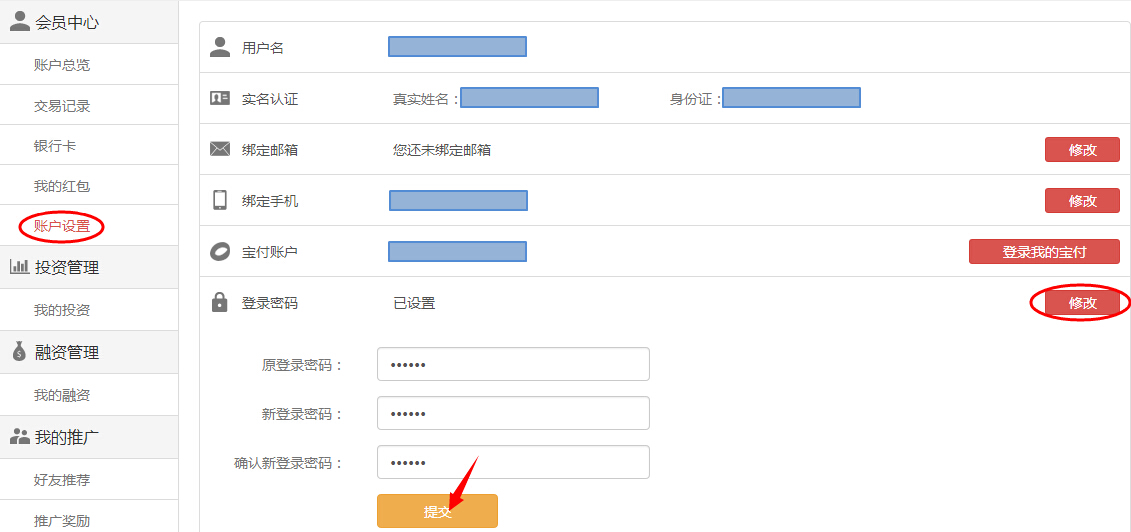 会员中心
账户总览
交易记录
银行卡
我的红包
账户设置
投资管理
我的投资
融资管理
我的融资
我的推广
好友推荐
推广奖励
用户名
实名认证 真实姓名： 身份证：
绑定邮箱 您还未绑定邮箱 修改
绑定手机 修改
宝付账户 登录我的宝付
登录密码 已设置 修改
原登录密码： ••••••
新登录密码： ••••••
确认新登录密码： ••••••
提交